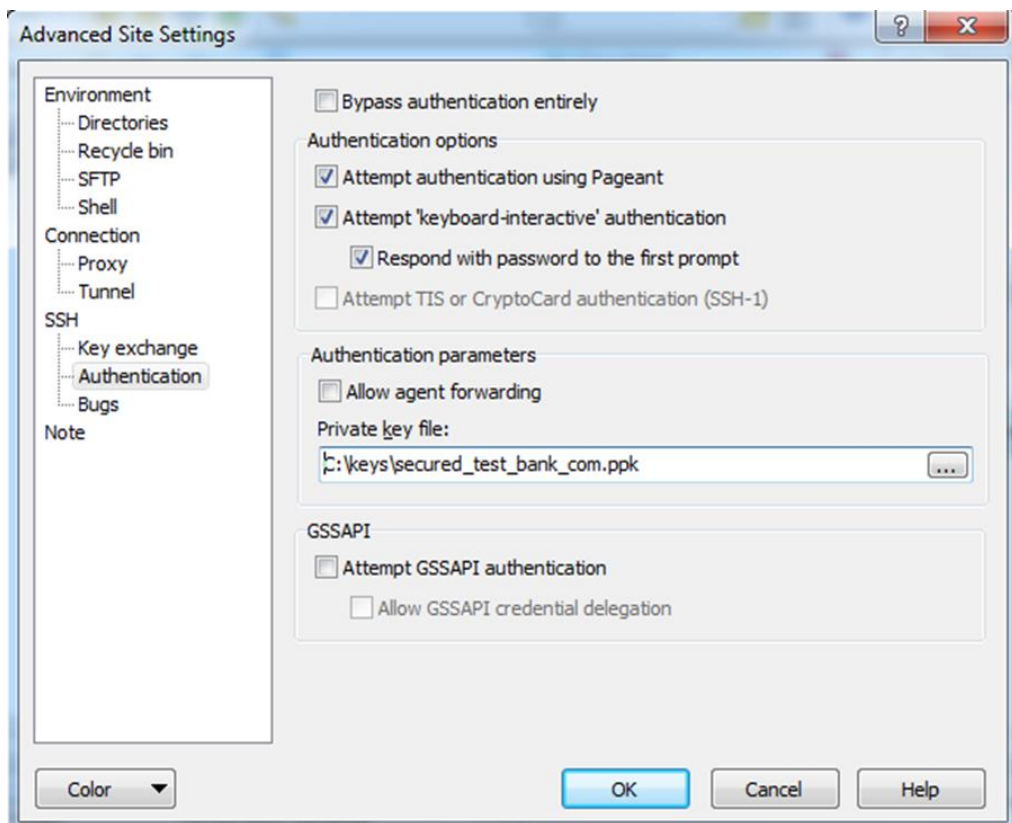 Advanced Site Settings
Environment
Directories
Recycle bin
SFTP
Shell
Connection
Proxy
Tunnel
SSH
Key exchange
Authentication
Bugs
Note
Bypass authentication entirely
Authentication options
Attempt authentication using Pageant
Attempt 'keyboard-interactive' authentication
Respond with password to the first prompt
Attempt TIS or CryptoCard authentication (SSH-1)
Authentication parameters
Allow agent forwarding
Private key file:
C:\keys\secured_test_bank_com.ppk
...
GSSAPI
Attempt GSSAPI authentication
Allow GSSAPI credential delegation
Color
OK
Cancel
Help